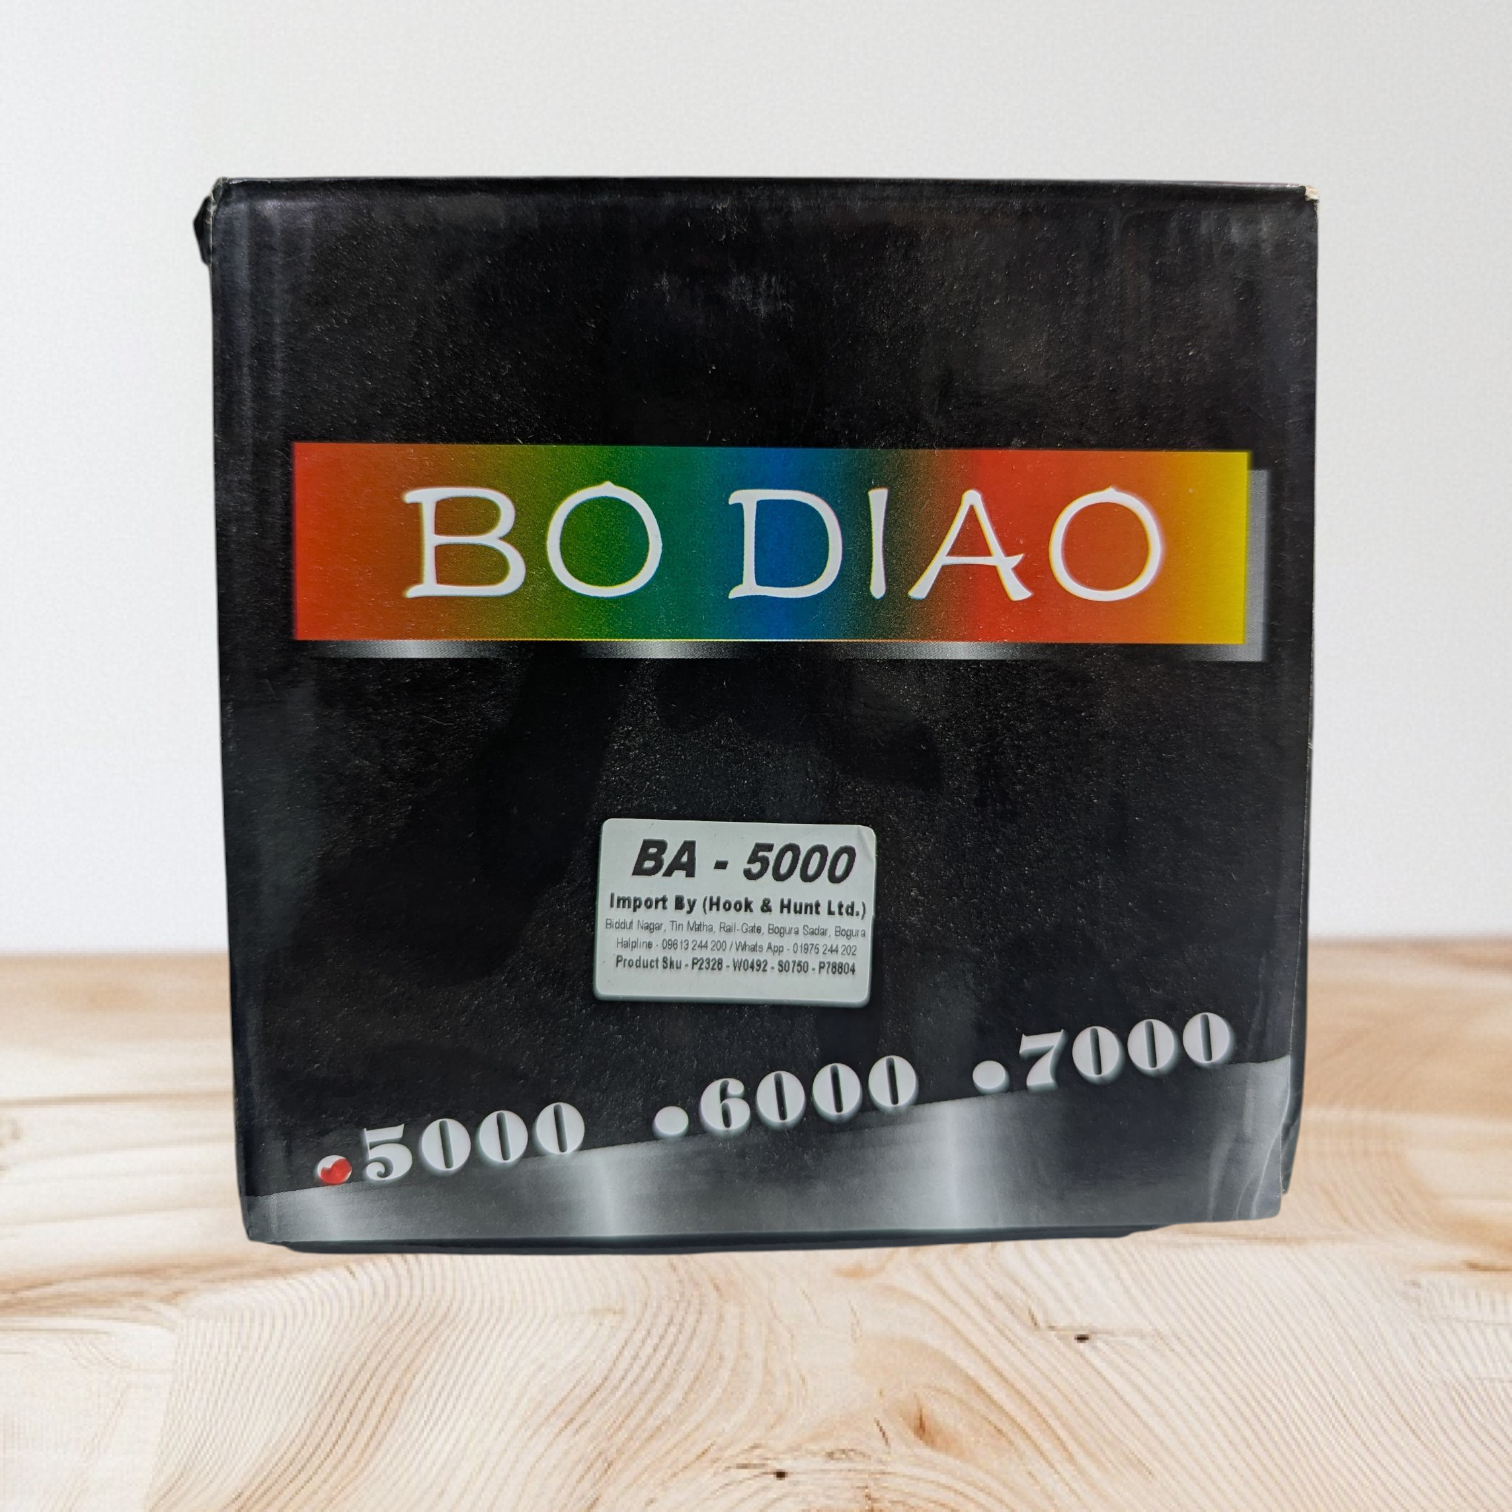 BO DIAO
BA - 5000
Import By (Hook & Hunt Ltd.)
Biddut Nagar, Tin Matha, Rail-Gate, Bogura Sadar, Bogura
Halpline - 09613 244 200 / Whats App - 01975 244 202
Product Sku - P2328 - W0492 - S0750 - P78804
5000 6000 7000